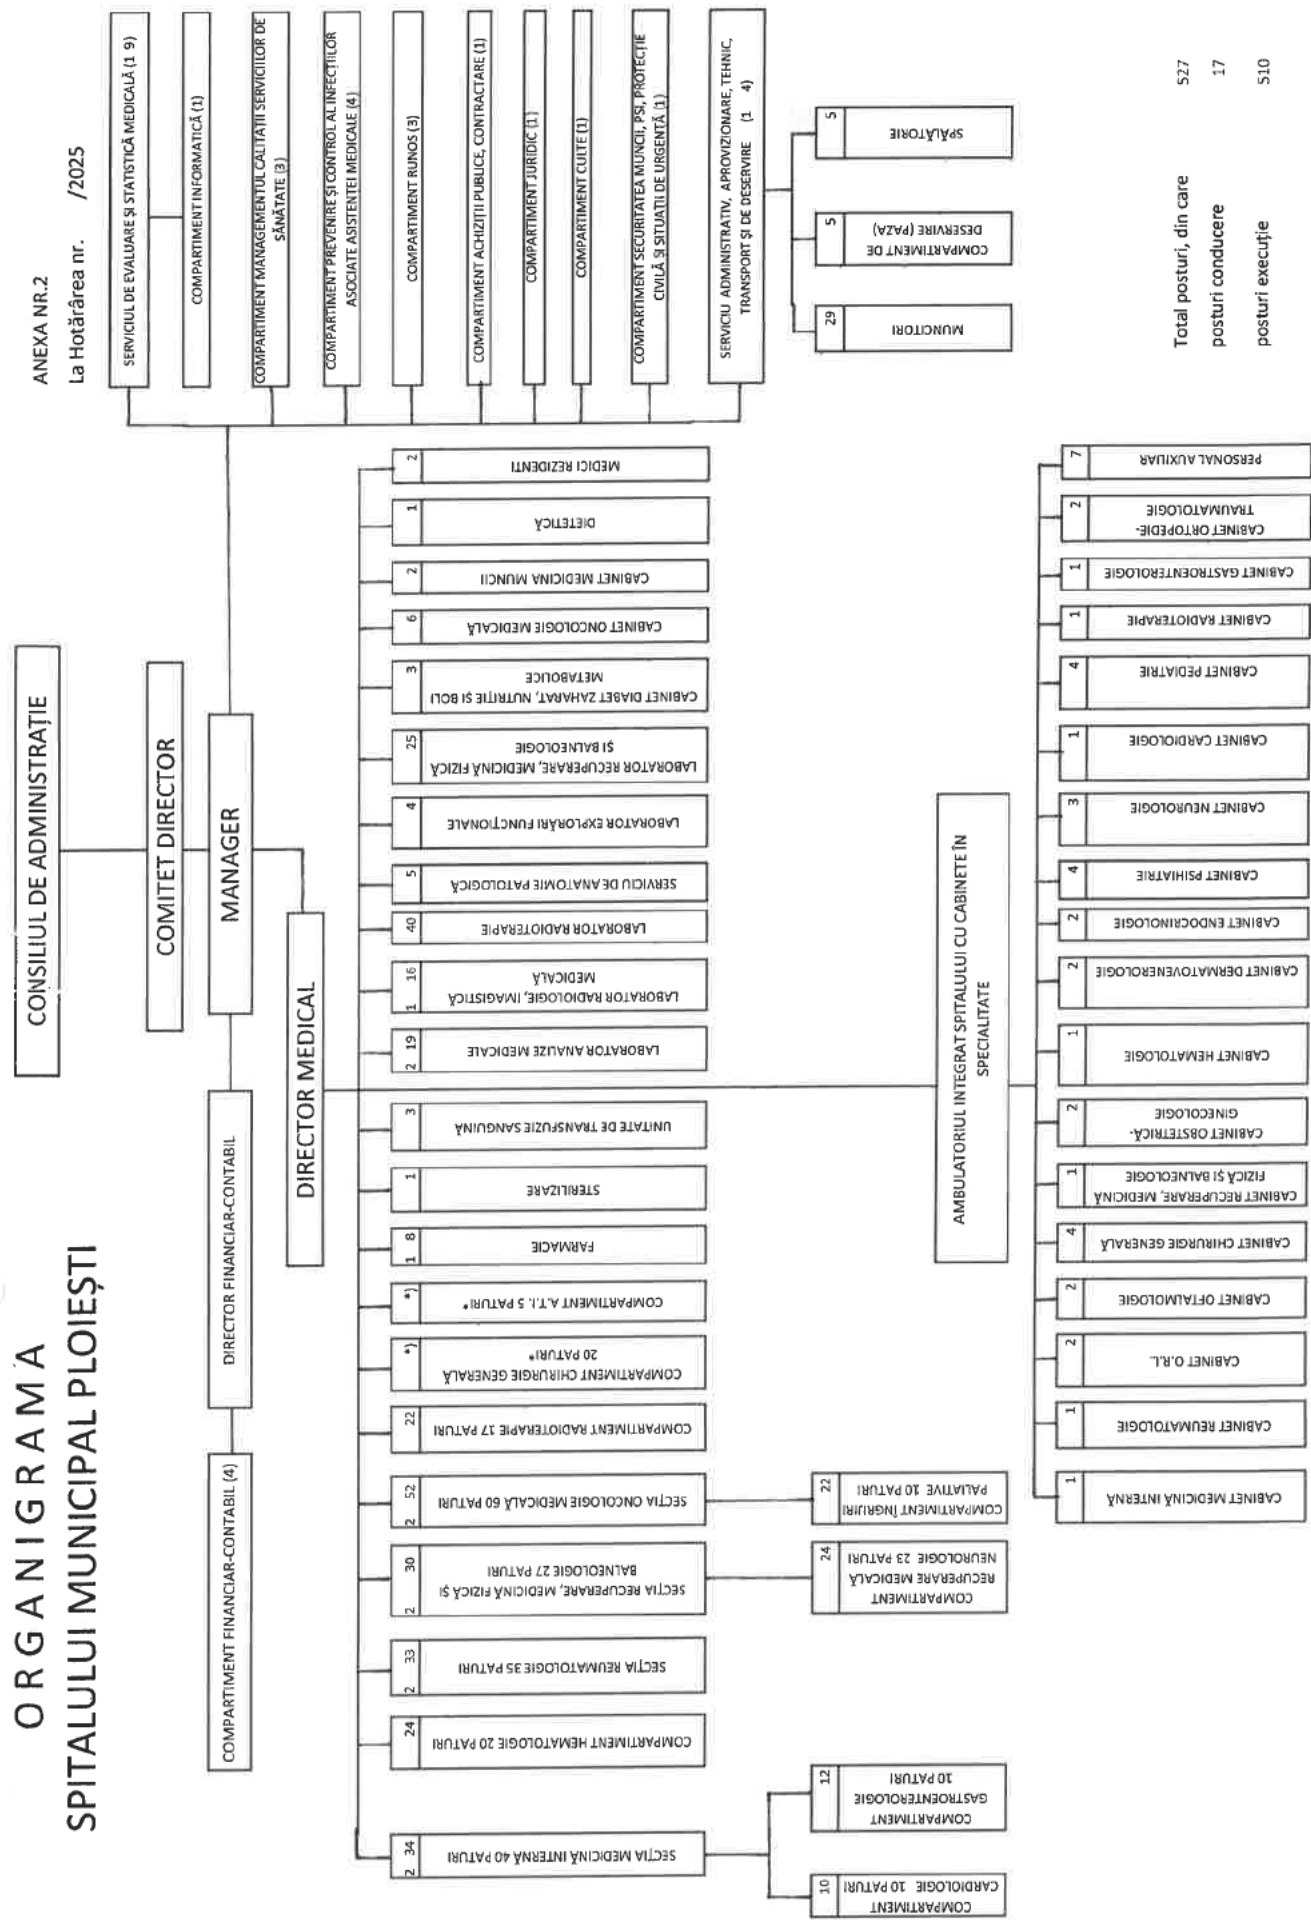 O R G A N I G R A M A
SPITALULUI MUNICIPAL PLOIEȘTI
ANEXA NR.2
La Hotărârea nr. /2025
CONSILIUL DE ADMINISTRAȚIE
COMITET DIRECTOR
MANAGER
DIRECTOR FINANCIAR-CONTABIL
COMPARTIMENT FINANCIAR-CONTABIL (4)
DIRECTOR MEDICAL
SERVICIUL DE EVALUARE ȘI STATISTICĂ MEDICALĂ (1 9)
COMPARTIMENT INFORMATICĂ (1)
COMPARTIMENT MANAGEMENTUL CALITAȚII SERVICIILOR DE
SĂNĂTATE (3)
COMPARTIMENT PREVENIRE ȘI CONTROL AL INFECȚIILOR
ASOCIATE ASISTENTEI MEDICALE (4)
COMPARTIMENT RUNOS (3)
COMPARTIMENT ACHIZIȚII PUBLICE, CONTRACTARE (1)
COMPARTIMENT JURIDIC (1)
COMPARTIMENT CULTE (1)
COMPARTIMENT SECURITATEA MUNCII, PSI, PROTECȚIE
CIVILĂ SI SITUATII DE URGENTĂ (1)
SERVICIU ADMINISTRATIV, APROVIZIONARE, TEHNIC,
TRANSPORT ȘI DE DESERVIRE (1 4)
29
MUNCITORI
5
COMPARTIMENT DE
DESERVIRE (PAZA)
5
SPĂLĂTORIE
2 34
SECȚIA MEDICINĂ INTERNĂ 40 PATURI
10
COMPARTIMENT
CARDIOLOGIE 10 PATURI
12
COMPARTIMENT
GASTROENTEROLOGIE
10 PATURI
24
COMPARTIMENT HEMATOLOGIE 20 PATURI
2 33
SECȚIA REUMATOLOGIE 35 PATURI
2 30
SECȚIA RECUPERARE, MEDICINĂ FIZICĂ ȘI
BALNEOLOGIE 27 PATURI
24
COMPARTIMENT
RECUPERARE MEDICALĂ
NEUROLOGIE 23 PATURI
2 52
SECȚIA ONCOLOGIE MEDICALĂ 60 PATURI
22
COMPARTIMENT ÎNGRIJIRI
PALIATIVE 10 PATURI
22
COMPARTIMENT RADIOTERAPIE 17 PATURI
*)
COMPARTIMENT CHIRURGIE GENERALĂ
20 PATURI*
*)
COMPARTIMENT A.T.I. 5 PATURI*
1 8
FARMACIE
1
STERILIZARE
3
UNITATE DE TRANSFUZIE SANGUINĂ
2 19
LABORATOR ANALIZE MEDICALE
1 16
LABORATOR RADIOLOGIE, IMAGISTICĂ
MEDICALĂ
40
LABORATOR RADIOTERAPIE
5
SERVICIU DE ANATOMIE PATOLOGICĂ
4
LABORATOR EXPLORĂRI FUNCȚIONALE
25
LABORATOR RECUPERARE, MEDICINĂ FIZICĂ
ȘI BALNEOLOGIE
3
CABINET DIABET ZAHARAT, NUTRIȚIE ȘI BOLI
METABOLICE
6
CABINET ONCOLOGIE MEDICALĂ
2
CABINET MEDICINA MUNCII
1
DIETETICĂ
2
MEDICI REZIDENTI
AMBULATORIUL INTEGRAT SPITALULUI CU CABINETE ÎN
SPECIALITATE
1
CABINET MEDICINĂ INTERNĂ
1
CABINET REUMATOLOGIE
2
CABINET O.R.L.
2
CABINET OFTALMOLOGIE
4
CABINET CHIRURGIE GENERALĂ
1
CABINET RECUPERARE, MEDICINĂ
FIZICĂ ȘI BALNEOLOGIE
2
CABINET OBSTETRICĂ-
GINECOLOGIE
1
CABINET HEMATOLOGIE
2
CABINET DERMATOVENEROLOGIE
2
CABINET ENDOCRINOLOGIE
4
CABINET PSIHIATRIE
3
CABINET NEUROLOGIE
1
CABINET CARDIOLOGIE
4
CABINET PEDIATRIE
1
CABINET RADIOTERAPIE
1
CABINET GASTROENTEROLOGIE
2
CABINET ORTOPEDIE-
TRAUMATOLOGIE
7
PERSONAL AUXILIAR
Total posturi, din care 527
posturi conducere 17
posturi execuție 510